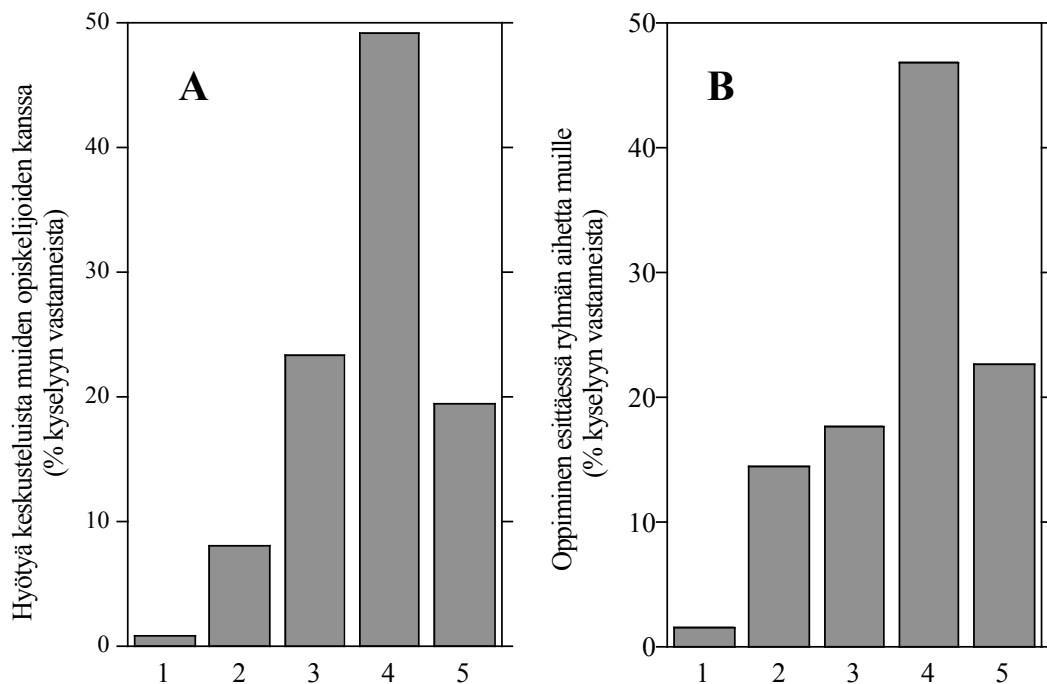 Hyötyä keskusteluista muiden opiskelijoiden kanssa
(% kyselyyn vastanneista)
50
40
30
20
10
0
A
1 2 3 4 5
Oppiminen esittäessä ryhmän aihetta muille
(% kyselyyn vastanneista)
50
40
30
20
10
0
B
1 2 3 4 5